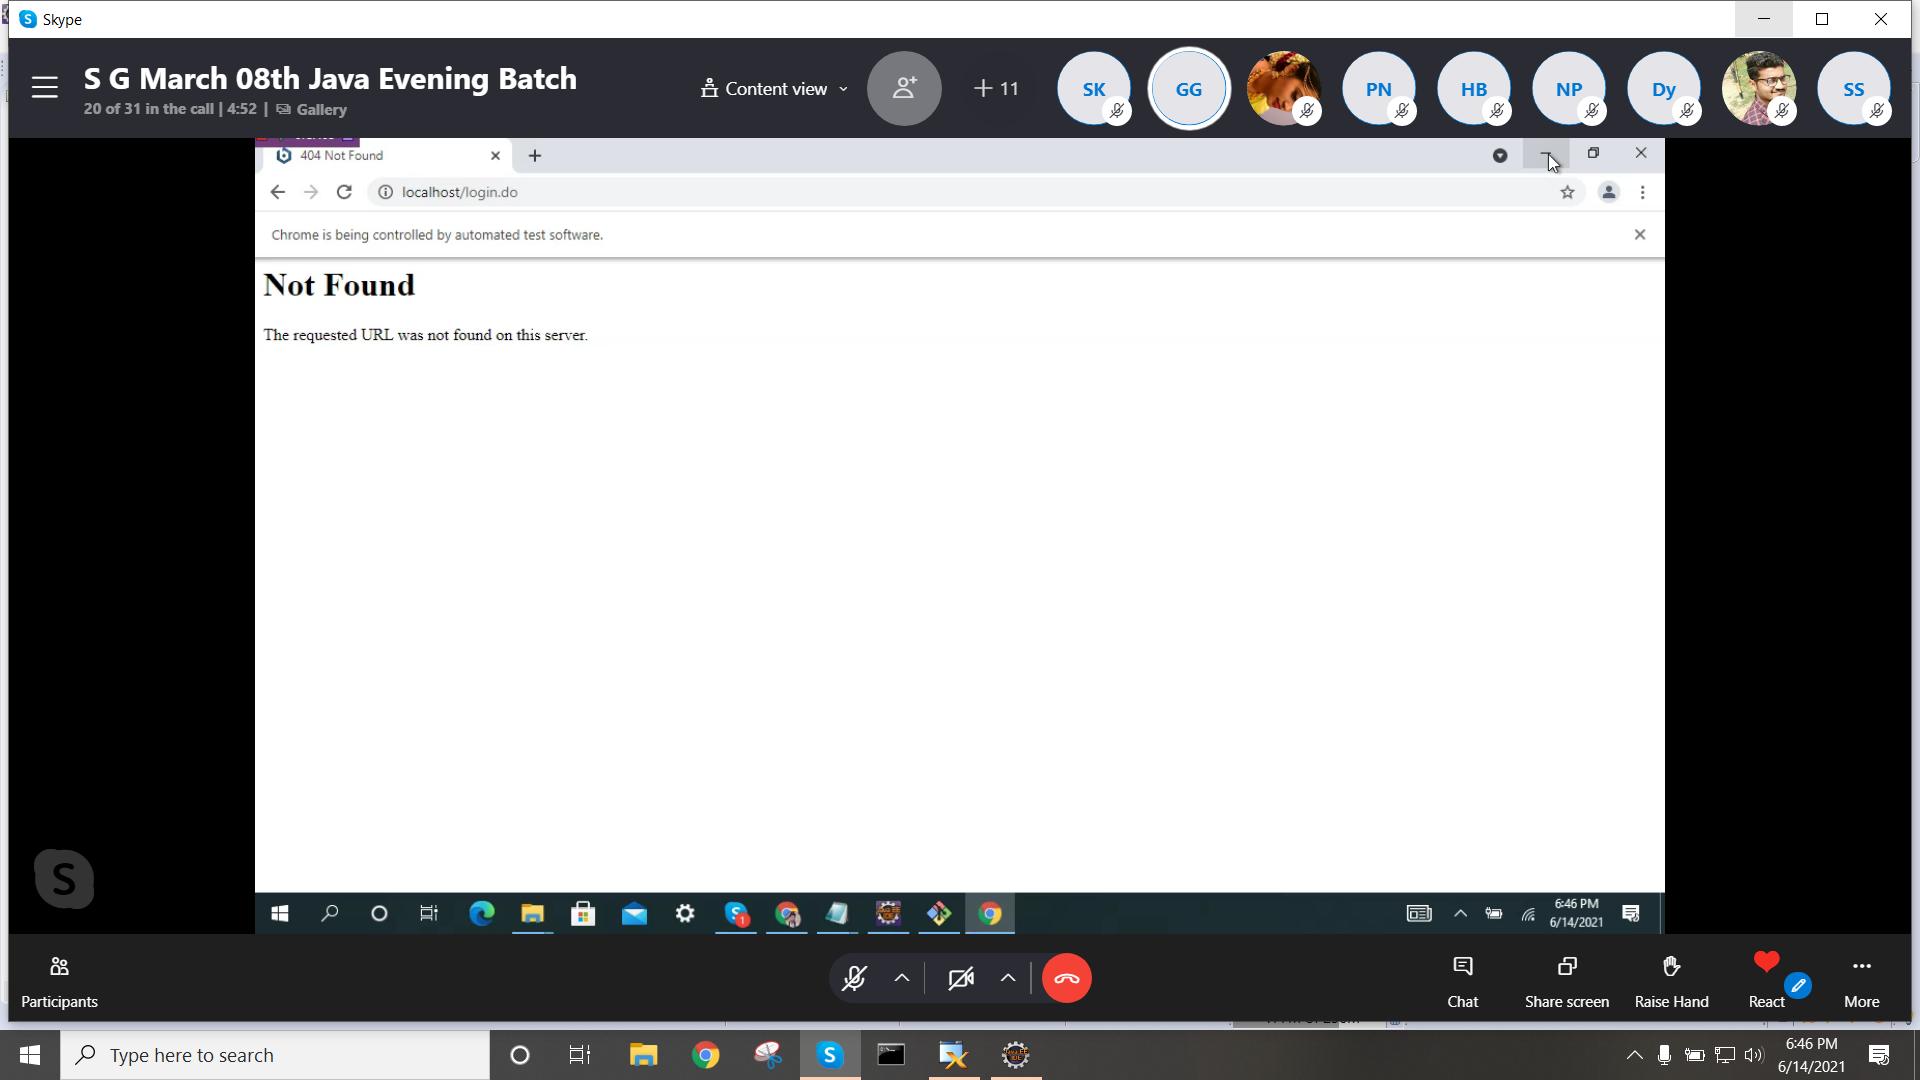 Skype
S G March 08th Java Evening Batch
20 of 31 in the call | 4:52 | Gallery
Content view
+ 11
SK
GG
PN
HB
NP
Dy
SS
404 Not Found
localhost/login.do
Chrome is being controlled by automated test software.
Not Found
The requested URL was not found on this server.
6:46 PM
6/14/2021
Participants
Chat
Share screen
Raise Hand
React
More
Type here to search
6:46 PM
6/14/2021